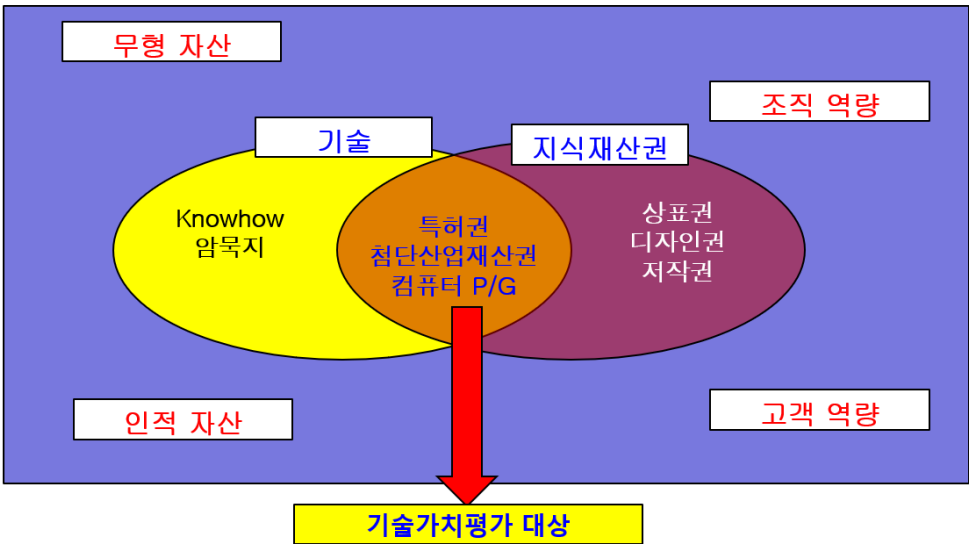 무형 자산
조직 역량
기술
지식재산권
Knowhow
암묵지
특허권
첨단산업재산권
컴퓨터 P/G
상표권
디자인권
저작권
인적 자산
고객 역량
기술가치평가 대상